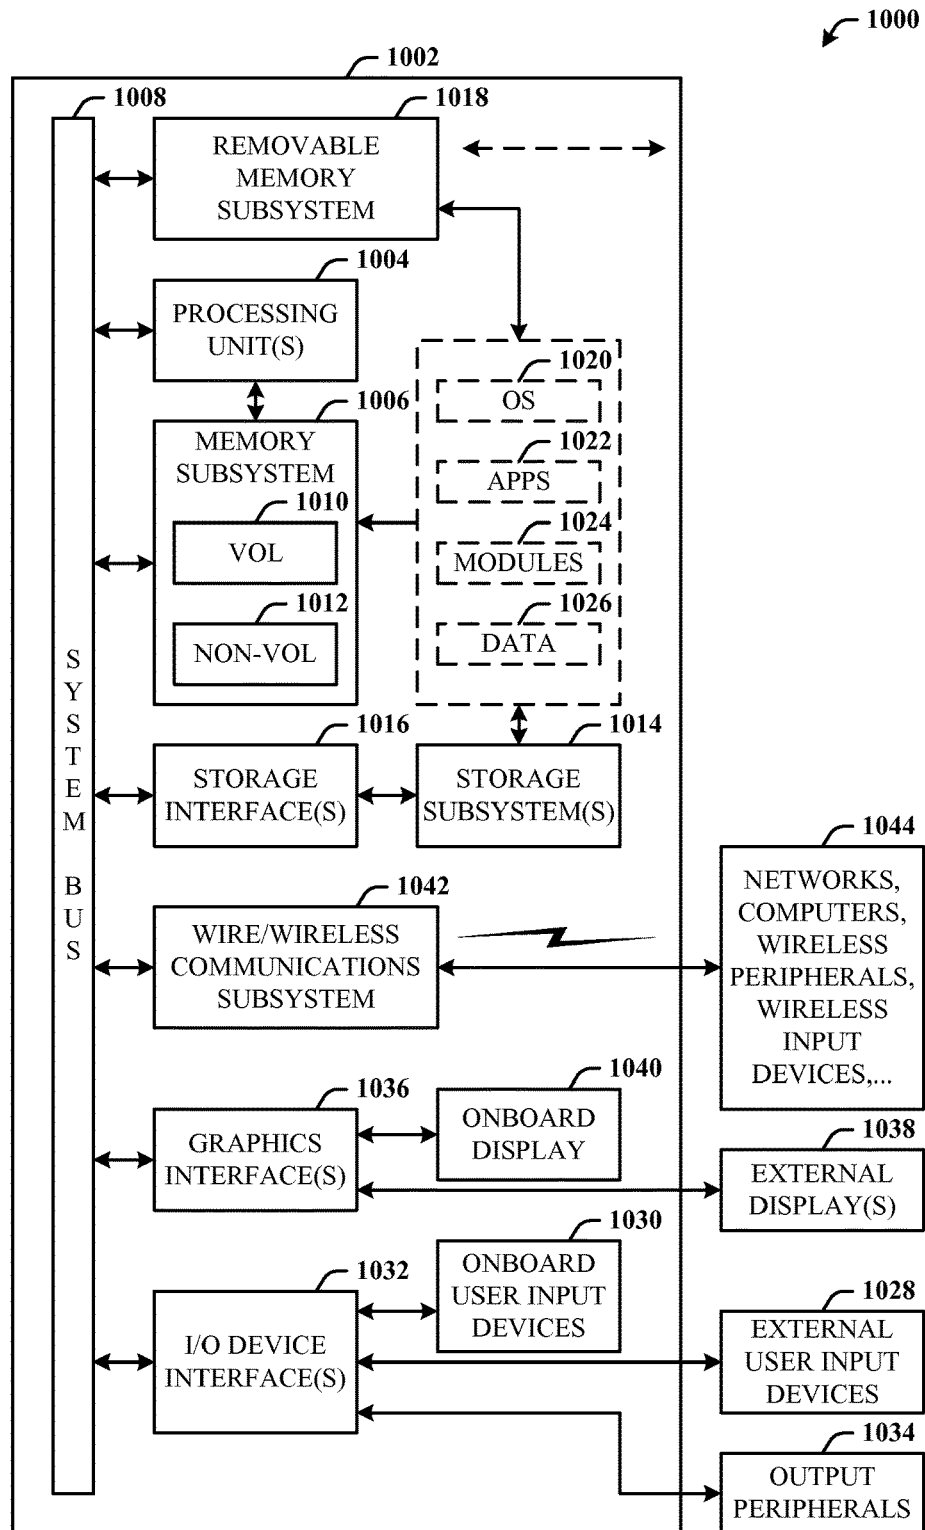 1000
1002
1008
1018
REMOVABLE
MEMORY
SUBSYSTEM
1004
PROCESSING
UNIT(S)
1006
MEMORY
SUBSYSTEM
1010
VOL
1012
NON-VOL
1020
OS
1022
APPS
1024
MODULES
1026
DATA
SYSTEM BUS
1016
STORAGE
INTERFACE(S)
1014
STORAGE
SUBSYSTEM(S)
1042
WIRE/WIRELESS
COMMUNICATIONS
SUBSYSTEM
1044
NETWORKS,
COMPUTERS,
WIRELESS
PERIPHERALS,
WIRELESS
INPUT
DEVICES,...
1036
GRAPHICS
INTERFACE(S)
1040
ONBOARD
DISPLAY
1038
EXTERNAL
DISPLAY(S)
1032
I/O DEVICE
INTERFACE(S)
1030
ONBOARD
USER INPUT
DEVICES
1028
EXTERNAL
USER INPUT
DEVICES
1034
OUTPUT
PERIPHERALS